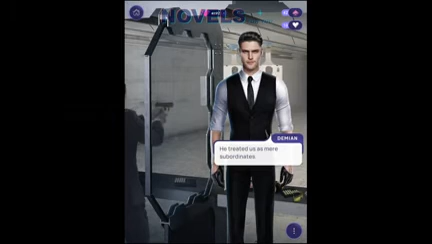 NOVELS
DEMIAN
He treated us as mere
subordinates